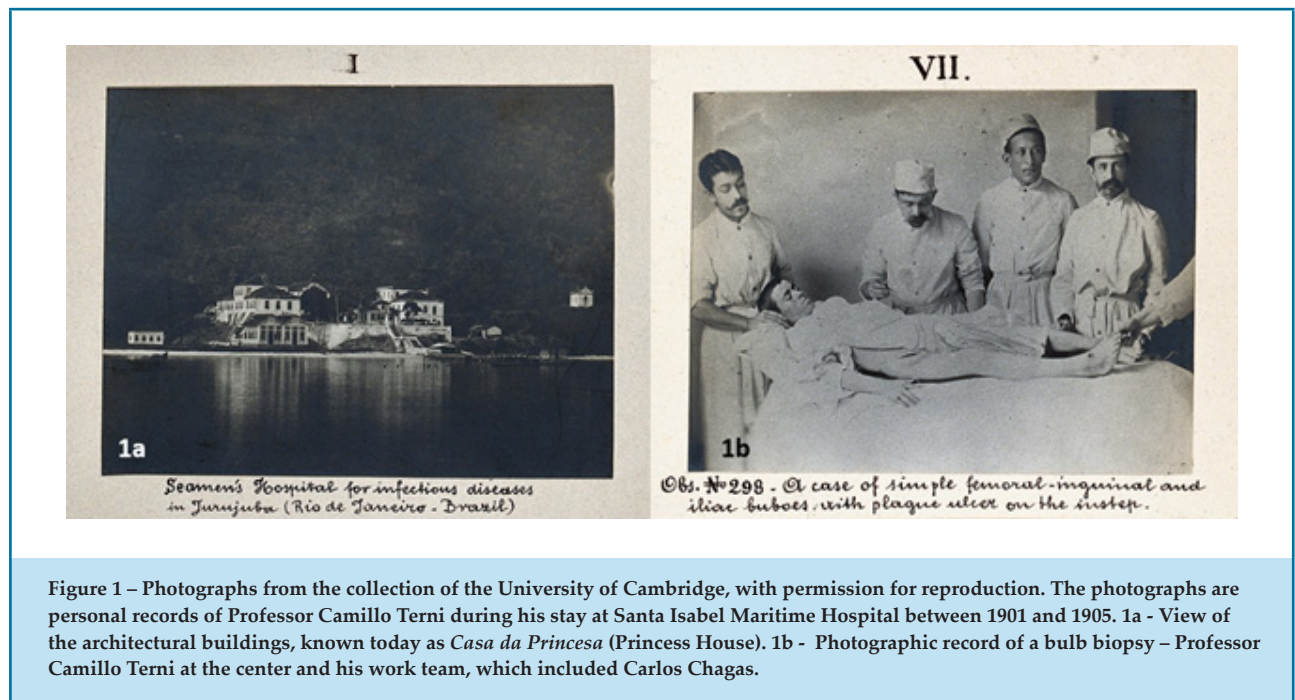 I
1a
Seamen's Hospital for infectious diseases
in Jurujuba (Rio de Janeiro - Brazil)
VII.
1b
Obs. No 298 - A case of simple femoral-inguinal and
iliac buboes, with plague ulcer on the instep.
Figure 1 – Photographs from the collection of the University of Cambridge, with permission for reproduction. The photographs are
personal records of Professor Camillo Terni during his stay at Santa Isabel Maritime Hospital between 1901 and 1905. 1a - View of
the architectural buildings, known today as Casa da Princesa (Princess House). 1b - Photographic record of a bulb biopsy – Professor
Camillo Terni at the center and his work team, which included Carlos Chagas.